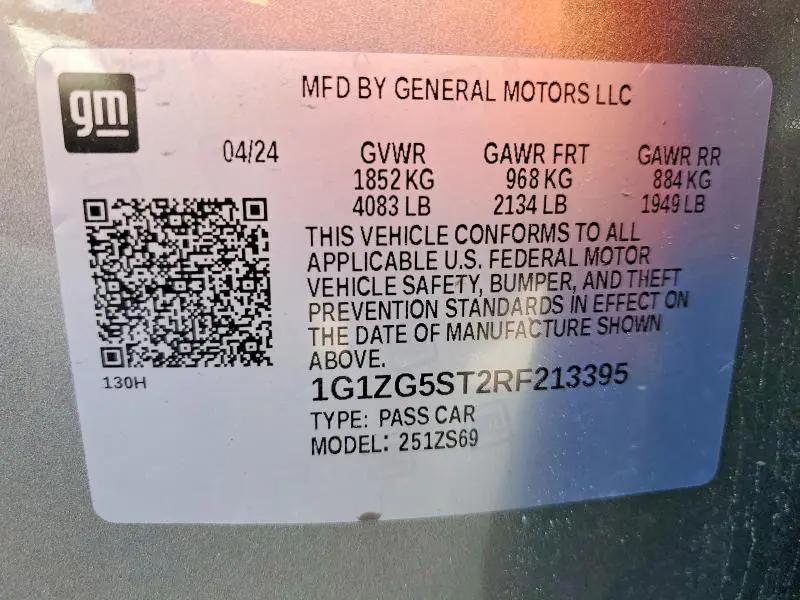 gm
MFD BY GENERAL MOTORS LLC
04/24 GVWR GAWR FRT GAWR RR
1852 KG 968 KG 884 KG
4083 LB 2134 LB 1949 LB
THIS VEHICLE CONFORMS TO ALL
APPLICABLE U.S. FEDERAL MOTOR
VEHICLE SAFETY, BUMPER, AND THEFT
PREVENTION STANDARDS IN EFFECT ON
THE DATE OF MANUFACTURE SHOWN
ABOVE.
130H
1G1ZG5ST2RF213395
TYPE: PASS CAR
MODEL: 251ZS69